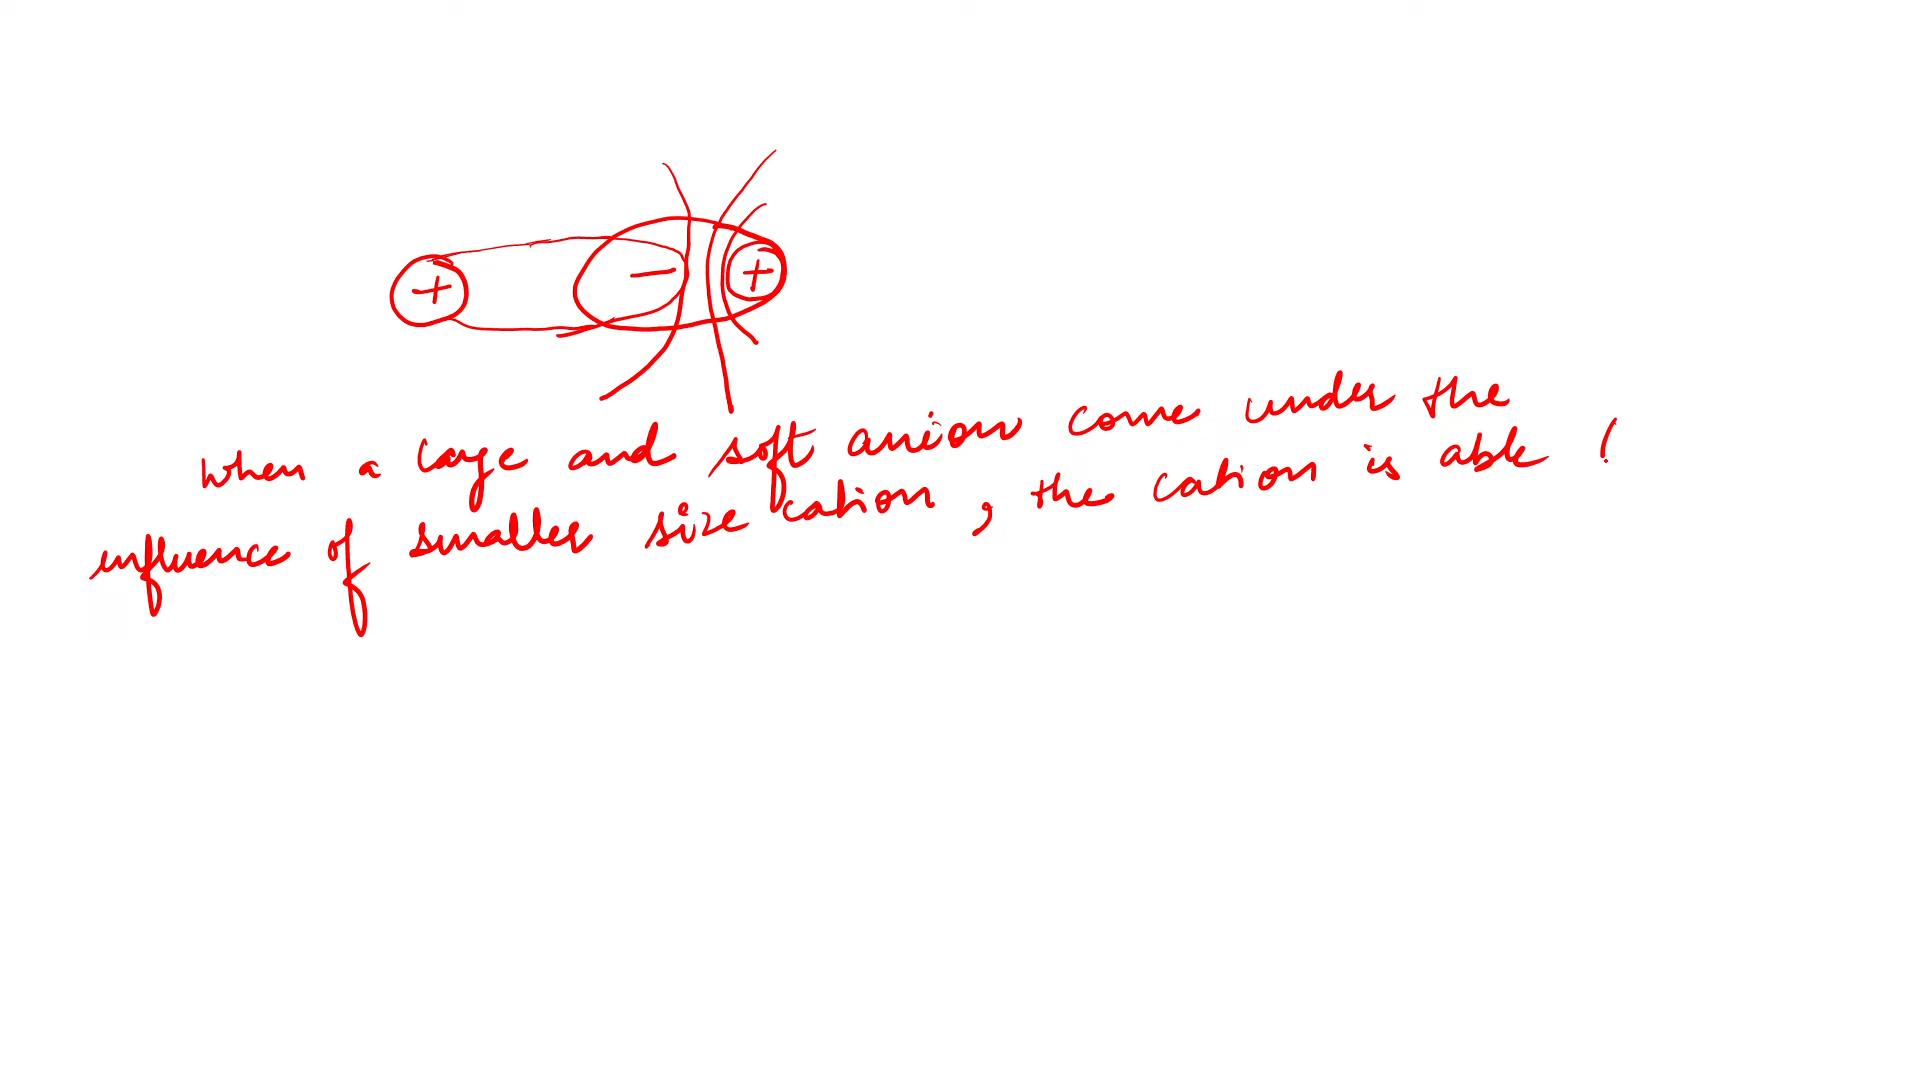 + - +
When a large and soft anion come under the
influence of smaller size cation, the cation is able